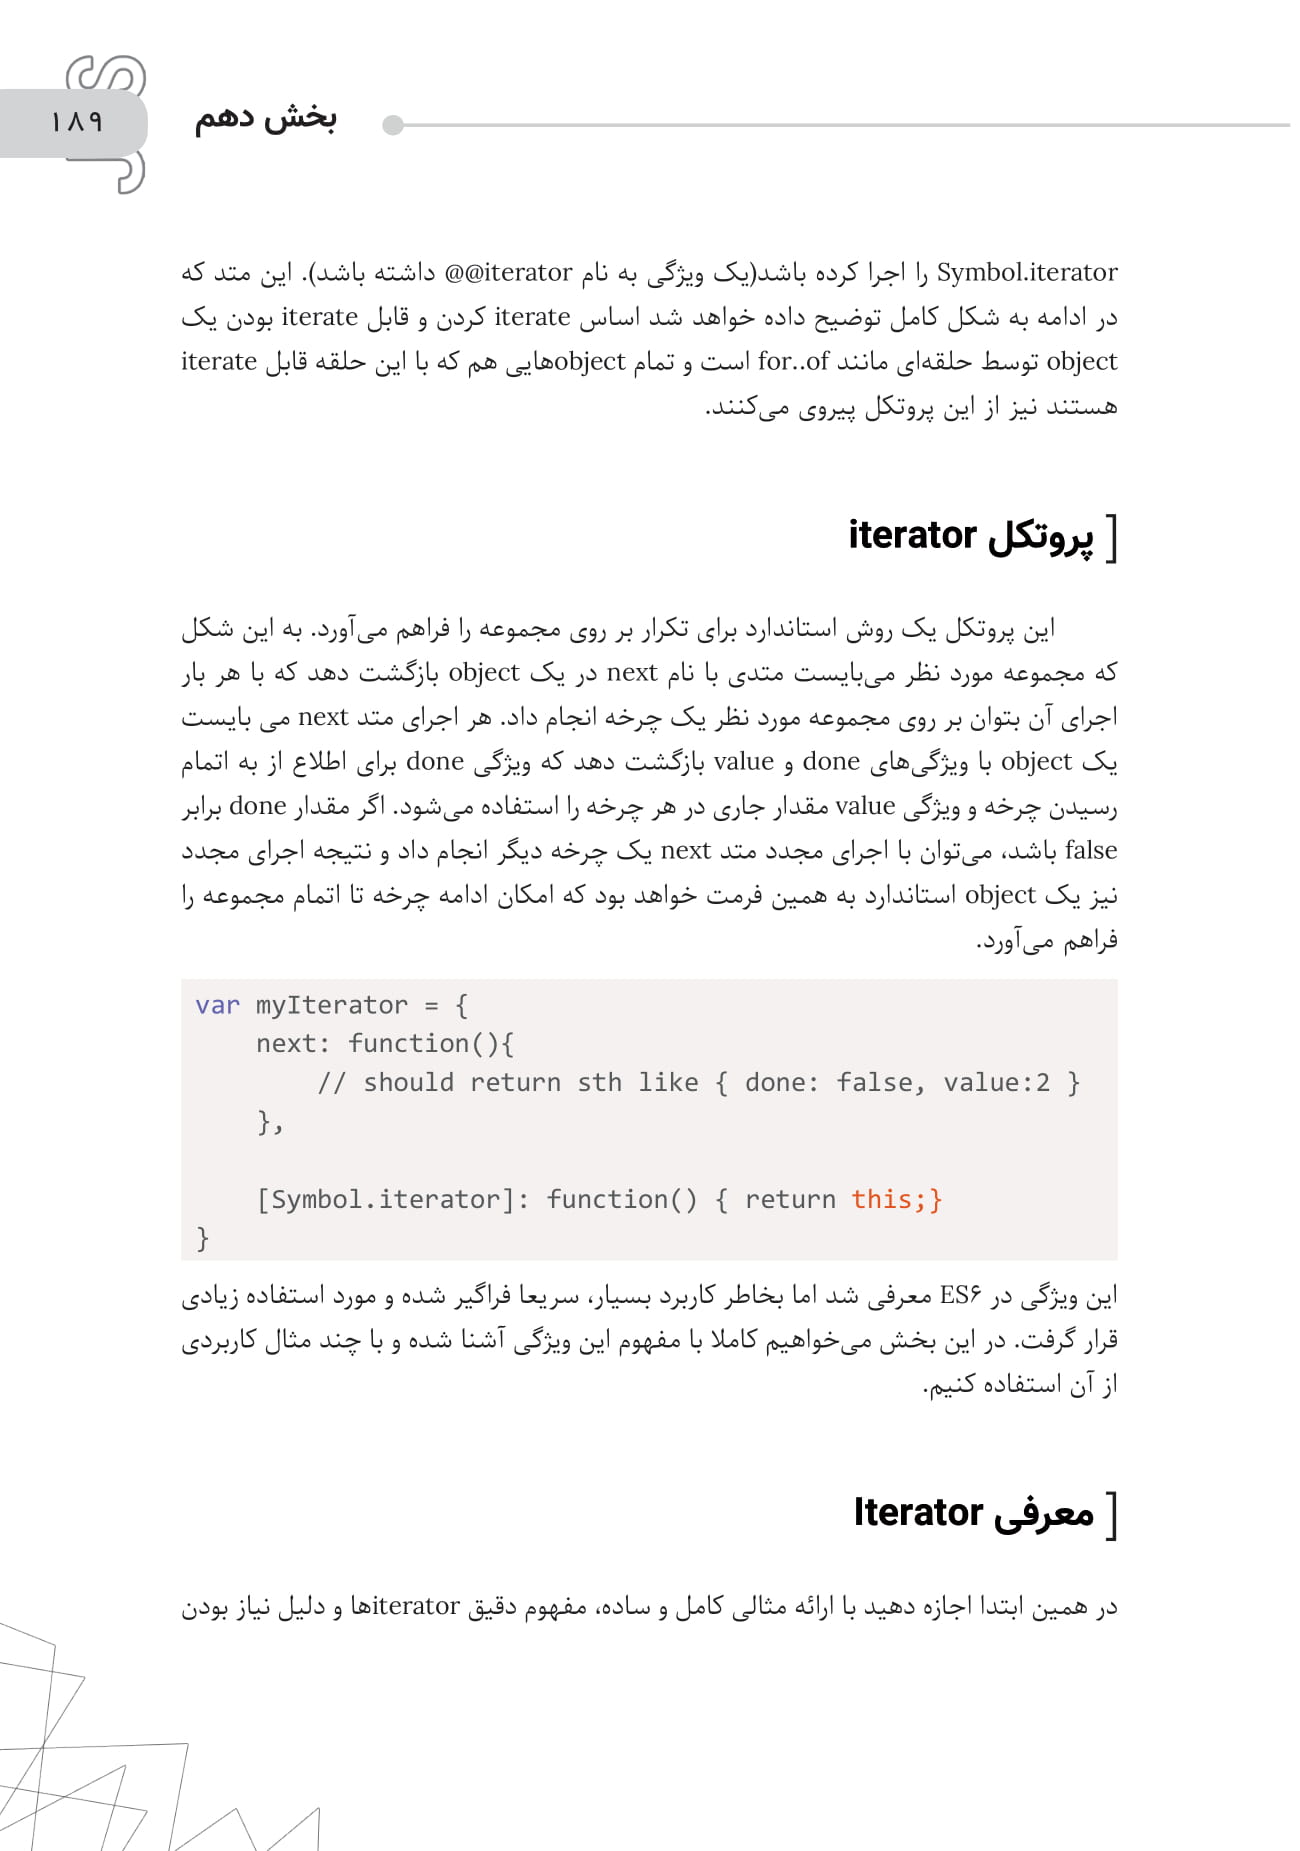 JS
۱۸۹
بخش دهم
Symbol.iterator را اجرا کرده باشد(یک ویژگی به نام @@iterator داشته باشد). این متد که
در ادامه به شکل کامل توضیح داده خواهد شد اساس iterate کردن و قابل iterate بودن یک
object توسط حلقه‌ای مانند for..of است و تمام objectهایی هم که با این حلقه قابل iterate
هستند نیز از این پروتکل پیروی می‌کنند.
[ پروتکل iterator
این پروتکل یک روش استاندارد برای تکرار بر روی مجموعه را فراهم می‌آورد. به این شکل
که مجموعه مورد نظر می‌بایست متدی با نام next در یک object بازگشت دهد که با هر بار
اجرای آن بتوان بر روی مجموعه مورد نظر یک چرخه انجام داد. هر اجرای متد next می بایست
یک object با ویژگی‌های done و value بازگشت دهد که ویژگی done برای اطلاع از به اتمام
رسیدن چرخه و ویژگی value مقدار جاری در هر چرخه را استفاده می‌شود. اگر مقدار done برابر
false باشد، می‌توان با اجرای مجدد متد next یک چرخه دیگر انجام داد و نتیجه اجرای مجدد
نیز یک object استاندارد به همین فرمت خواهد بود که امکان ادامه چرخه تا اتمام مجموعه را
فراهم می‌آورد.
var myIterator = {
    next: function(){
        // should return sth like { done: false, value:2 }
    },
    [Symbol.iterator]: function() { return this;}
}
این ویژگی در ES۶ معرفی شد اما بخاطر کاربرد بسیار، سریعا فراگیر شده و مورد استفاده زیادی
قرار گرفت. در این بخش می‌خواهیم کاملا با مفهوم این ویژگی آشنا شده و با چند مثال کاربردی
از آن استفاده کنیم.
[ معرفی Iterator
در همین ابتدا اجازه دهید با ارائه مثالی کامل و ساده، مفهوم دقیق iteratorها و دلیل نیاز بودن